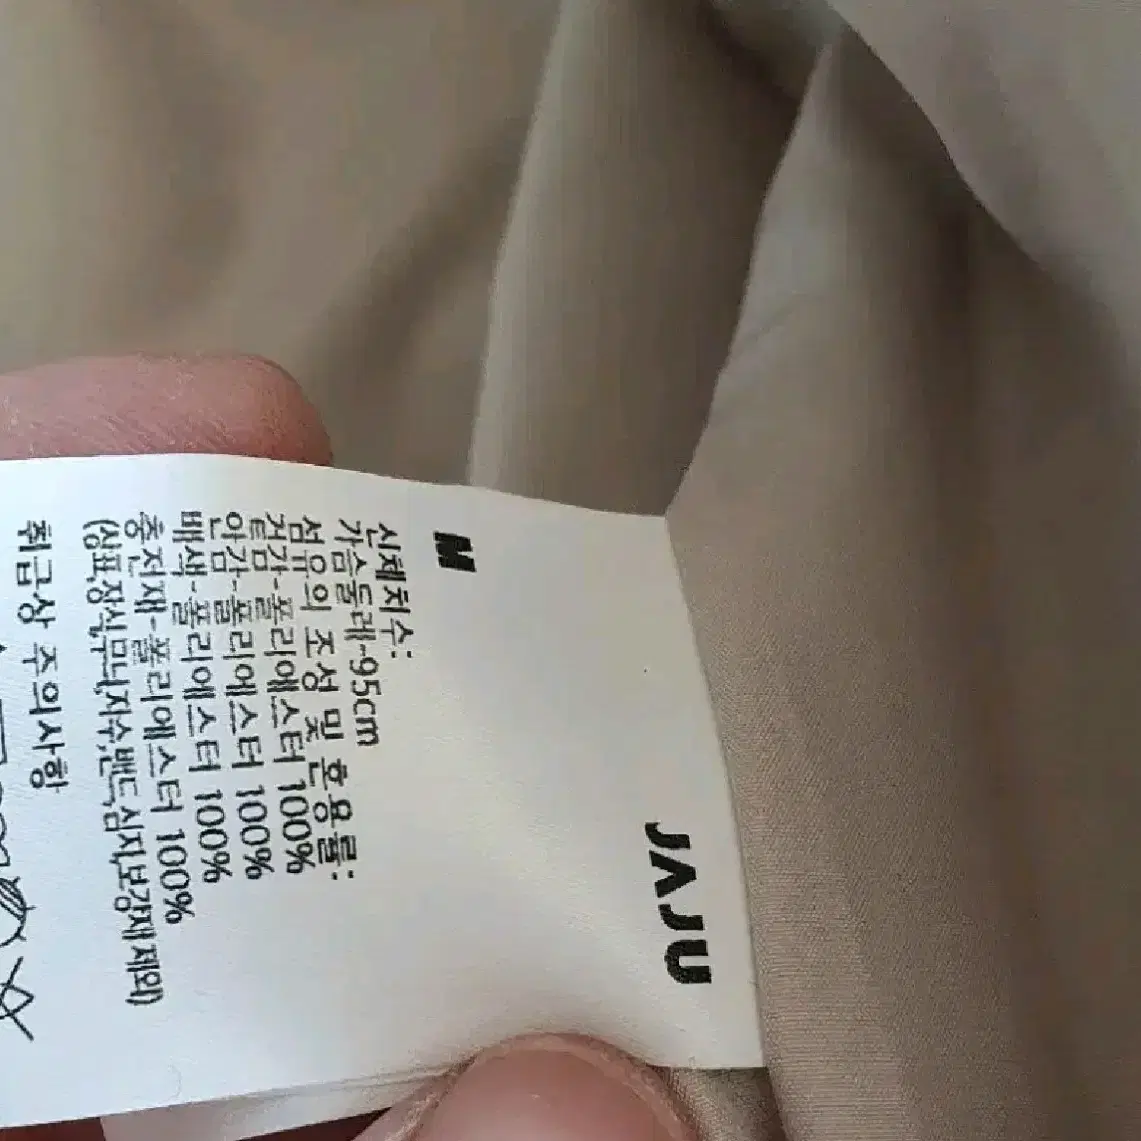 JAJU
M
신체치수:
가슴둘레-95cm
섬유의 조성 및 혼용률:
겉감-폴리에스터 100%
안감-폴리에스터 100%
배색-폴리에스터 100%
충전재-폴리에스터 100%
(상표,장식,무늬,자수,밴드,심지,보강재 제외)
취급상 주의사항